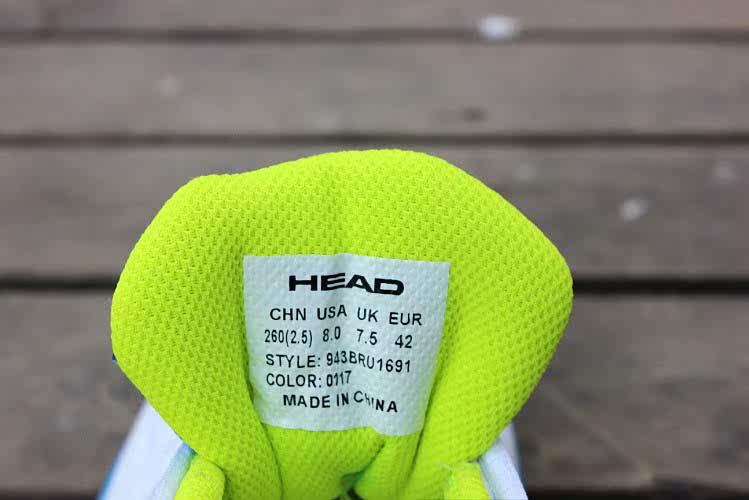 HEAD
CHN USA UK EUR
260(2.5) 8.0 7.5 42
STYLE: 943BRU1691
COLOR: 0117
MADE IN CHINA